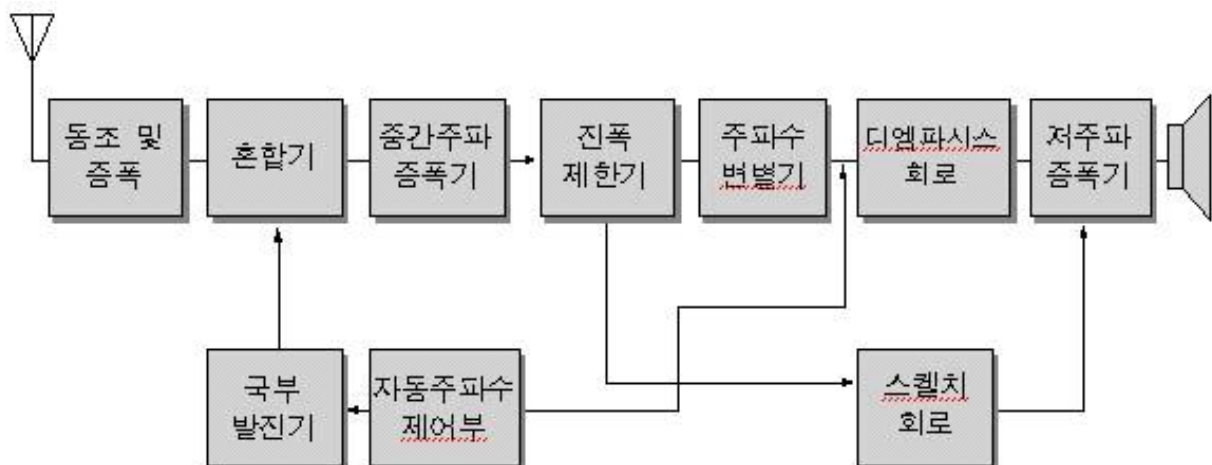 동조 및
증폭
혼합기
중간주파
증폭기
진폭
제한기
주파수
변별기
디엠파시스
회로
저주파
증폭기
국부
발진기
자동주파수
제어부
스켈치
회로